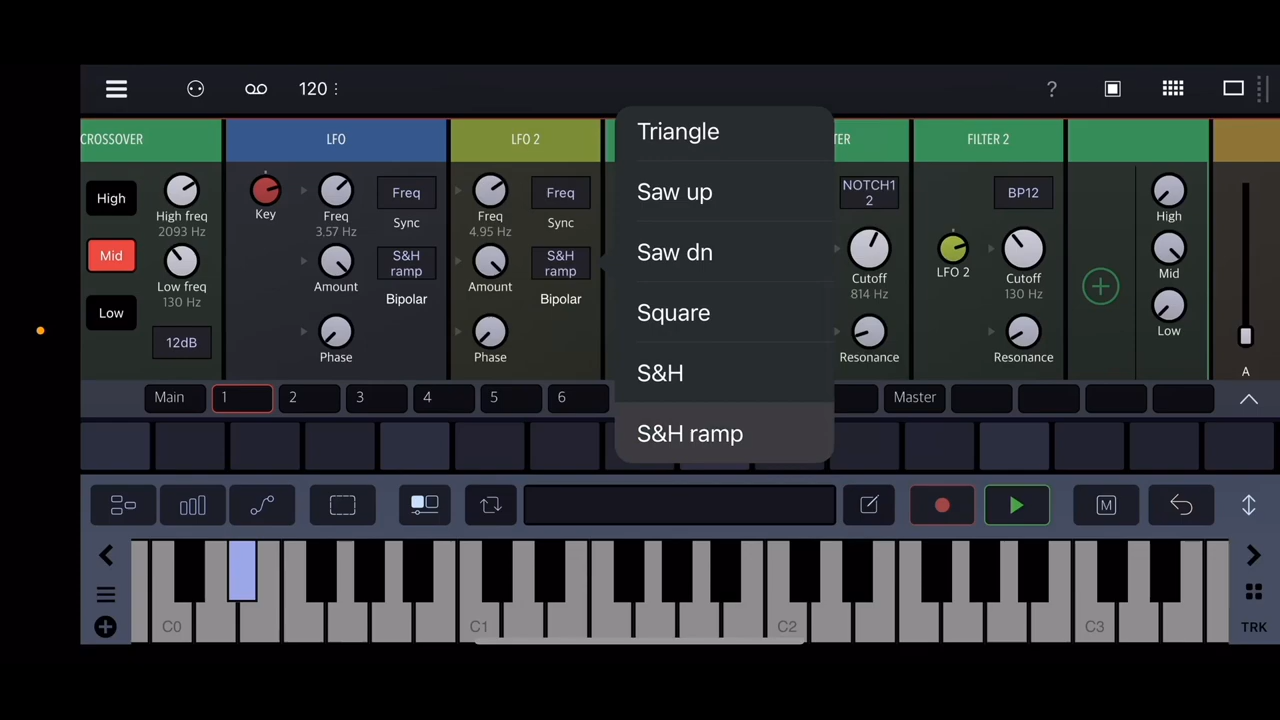 120
?
CROSSOVER
LFO
LFO 2
TER
FILTER 2
High
Mid
Low
High freq
2093 Hz
Low freq
130 Hz
12dB
Key
Freq
3.57 Hz
Amount
Phase
Freq
Sync
S&H
ramp
Bipolar
Freq
4.95 Hz
Amount
Phase
Freq
Sync
S&H
ramp
Bipolar
Triangle
Saw up
Saw dn
Square
S&H
S&H ramp
NOTCH1
2
Cutoff
814 Hz
Resonance
LFO 2
BP12
Cutoff
130 Hz
Resonance
High
Mid
Low
A
Main
1
2
3
4
5
6
Master
M
C0
C1
C2
C3
TRK